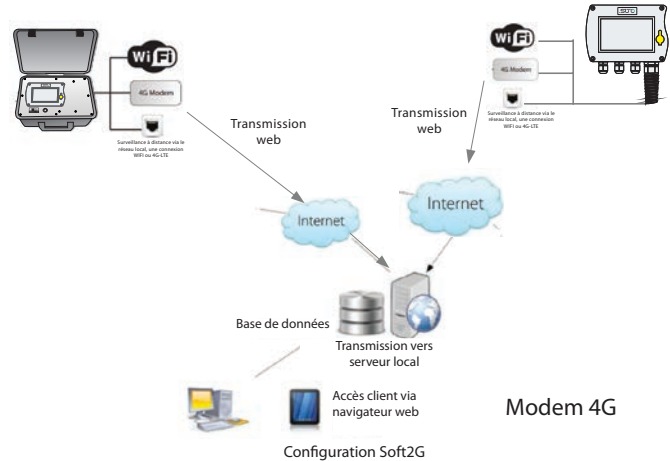 WiFi
4G Modem
Surveillance à distance via le
réseau local, une connexion
WIFI ou 4G-LTE
Transmission
web
Internet
SUTO
WiFi
4G Modem
Surveillance à distance via le
réseau local, une connexion
WIFI ou 4G-LTE
Transmission
web
Internet
Base de données
Transmission vers
serveur local
Accès client via
navigateur web
Modem 4G
Configuration Soft2G